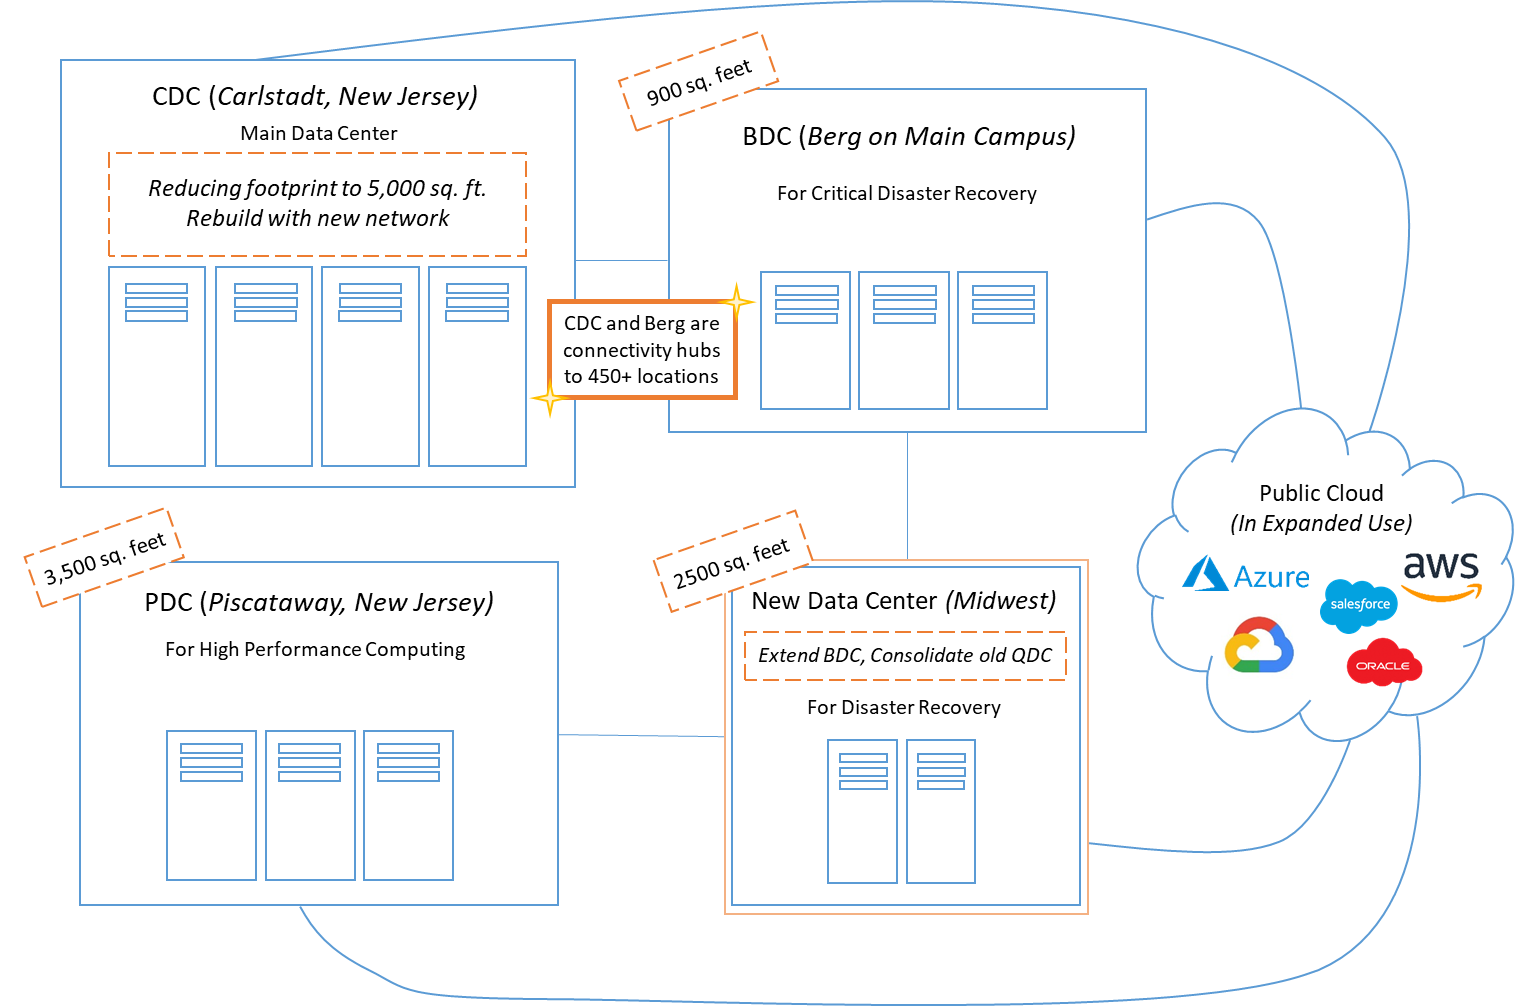 CDC (Carlstadt, New Jersey)
Main Data Center
Reducing footprint to 5,000 sq. ft.
Rebuild with new network
900 sq. feet
BDC (Berg on Main Campus)
For Critical Disaster Recovery
CDC and Berg are
connectivity hubs
to 450+ locations
3,500 sq. feet
PDC (Piscataway, New Jersey)
For High Performance Computing
2500 sq. feet
New Data Center (Midwest)
Extend BDC, Consolidate old QDC
For Disaster Recovery
Public Cloud
(In Expanded Use)
Azure
aws
salesforce
ORACLE